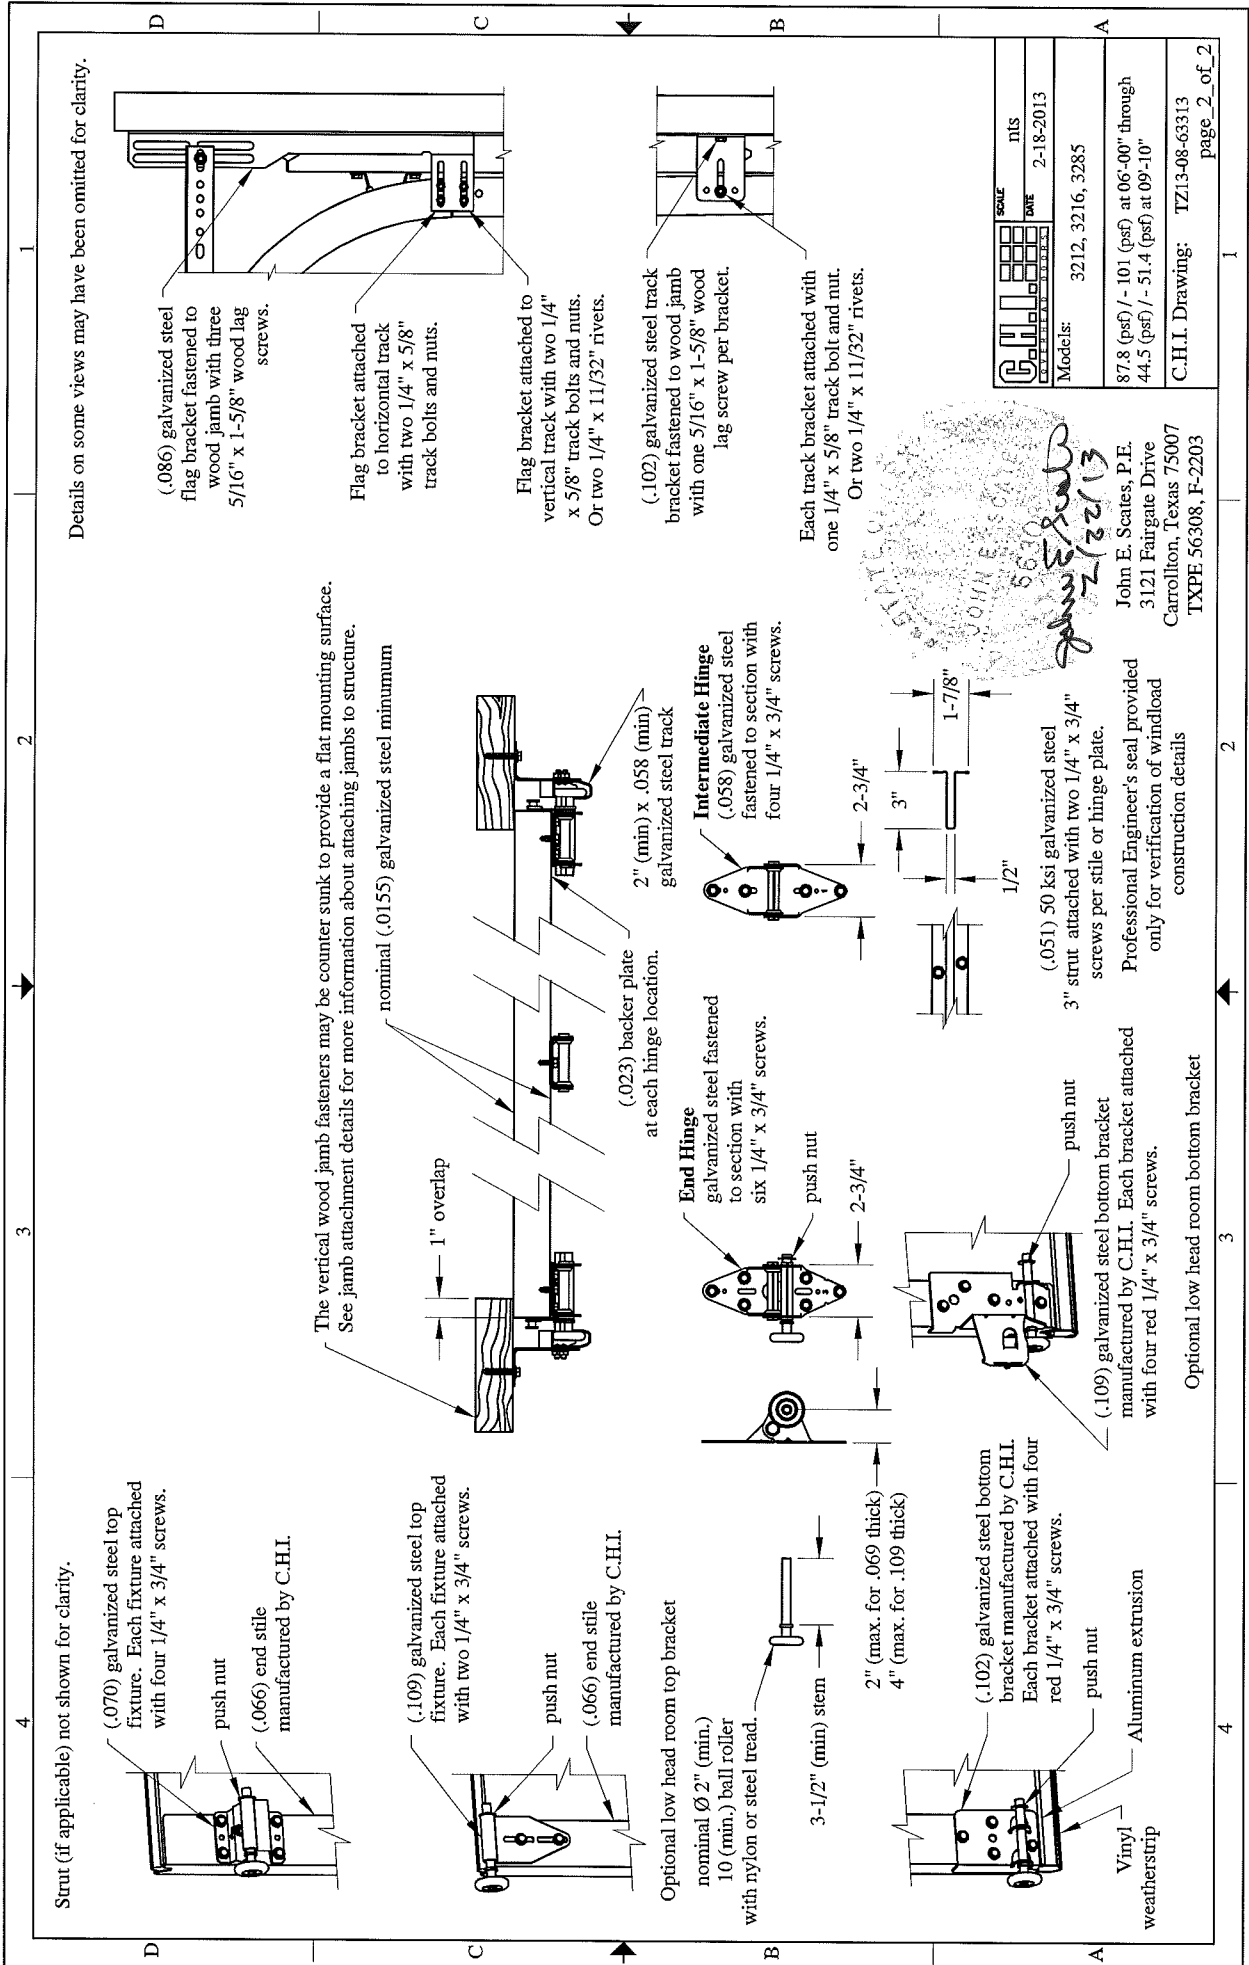 4
3
2
1
D
C
B
A
Strut (if applicable) not shown for clarity.
(.070) galvanized steel top
fixture. Each fixture attached
with four 1/4" x 3/4" screws.
push nut
(.066) end stile
manufactured by C.H.I.
(.109) galvanized steel top
fixture. Each fixture attached
with two 1/4" x 3/4" screws.
push nut
(.066) end stile
manufactured by C.H.I.
Optional low head room top bracket
nominal Ø 2" (min.)
10 (min.) ball roller
with nylon or steel tread.
3-1/2" (min) stem
2" (max. for .069 thick)
4" (max. for .109 thick)
(.102) galvanized steel bottom
bracket manufactured by C.H.I.
Each bracket attached with four
red 1/4" x 3/4" screws.
push nut
Aluminum extrusion
Vinyl
weatherstrip
The vertical wood jamb fasteners may be counter sunk to provide a flat mounting surface.
See jamb attachment details for more information about attaching jambs to structure.
1" overlap
nominal (.0155) galvanized steel minimum
(.023) backer plate
at each hinge location.
2" (min) x .058 (min)
galvanized steel track
End Hinge
galvanized steel fastened
to section with
six 1/4" x 3/4" screws.
push nut
2-3/4"
Intermediate Hinge
(.058) galvanized steel
fastened to section with
four 1/4" x 3/4" screws.
2-3/4"
(.109) galvanized steel bottom bracket
manufactured by C.H.I. Each bracket attached
with four red 1/4" x 3/4" screws.
push nut
Optional low head room bottom bracket
3"
1/2"
1-7/8"
(.051) 50 ksi galvanized steel
3" strut attached with two 1/4" x 3/4"
screws per stile or hinge plate.
Professional Engineer's seal provided
only for verification of windload
construction details
Details on some views may have been omitted for clarity.
(.086) galvanized steel
flag bracket fastened to
wood jamb with three
5/16" x 1-5/8" wood lag
screws.
Flag bracket attached
to horizontal track
with two 1/4" x 5/8"
track bolts and nuts.
Flag bracket attached to
vertical track with two 1/4"
x 5/8" track bolts and nuts.
Or two 1/4" x 11/32" rivets.
(.102) galvanized steel track
bracket fastened to wood jamb
with one 5/16" x 1-5/8" wood
lag screw per bracket.
Each track bracket attached with
one 1/4" x 5/8" track bolt and nut.
Or two 1/4" x 11/32" rivets.
STATE
JOHN E. SCATES
2/22/13
John E. Scates, P.E.
3121 Fairgate Drive
Carrollton, Texas 75007
TXPE 56308, F-2203
C.H.I.
OVERHEAD DOORS
SCALE nts
DATE 2-18-2013
Models: 3212, 3216, 3285
87.8 (psf) / - 101 (psf) at 06'-00" through
44.5 (psf) / - 51.4 (psf) at 09'-10"
C.H.I. Drawing: TZ13-08-63313
page_2_of_2
4
3
2
1
D
C
B
A